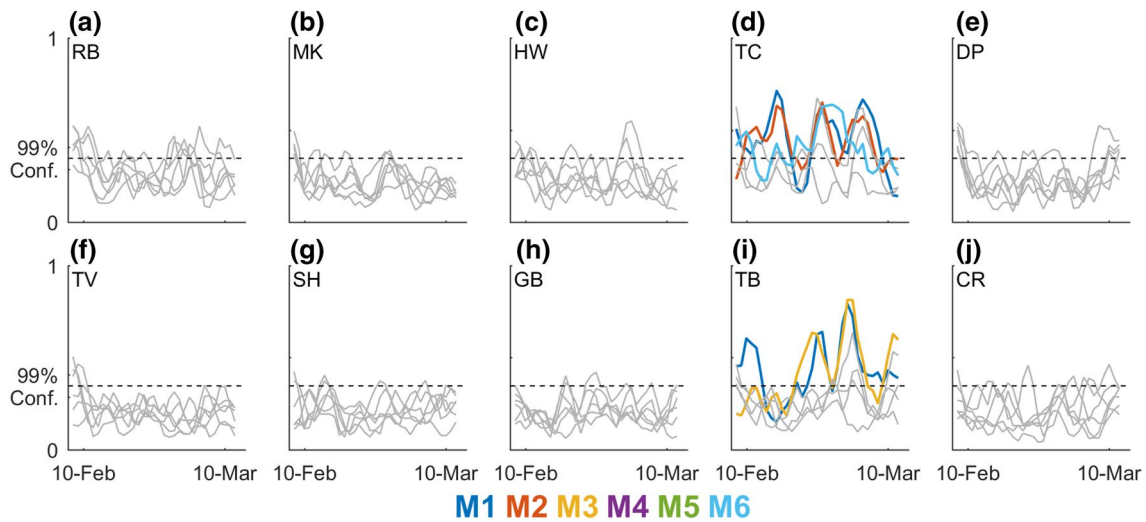 (a) (b) (c) (d) (e)
1 RB MK HW TC DP
99%
Conf.
0
(f) (g) (h) (i) (j)
1 TV SH GB TB CR
99%
Conf.
0
10-Feb 10-Mar 10-Feb 10-Mar 10-Feb 10-Mar 10-Feb 10-Mar 10-Feb 10-Mar
M1 M2 M3 M4 M5 M6